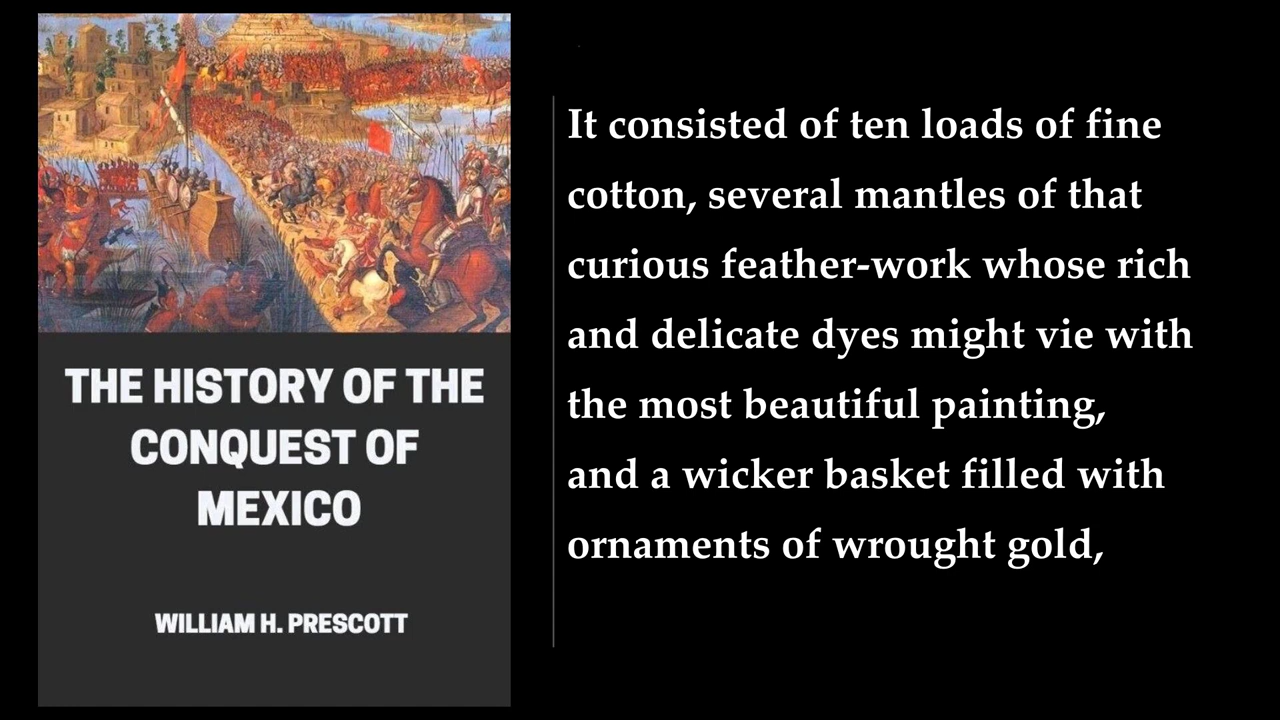 THE HISTORY OF THE
CONQUEST OF
MEXICO
WILLIAM H. PRESCOTT
It consisted of ten loads of fine
cotton, several mantles of that
curious feather-work whose rich
and delicate dyes might vie with
the most beautiful painting,
and a wicker basket filled with
ornaments of wrought gold,